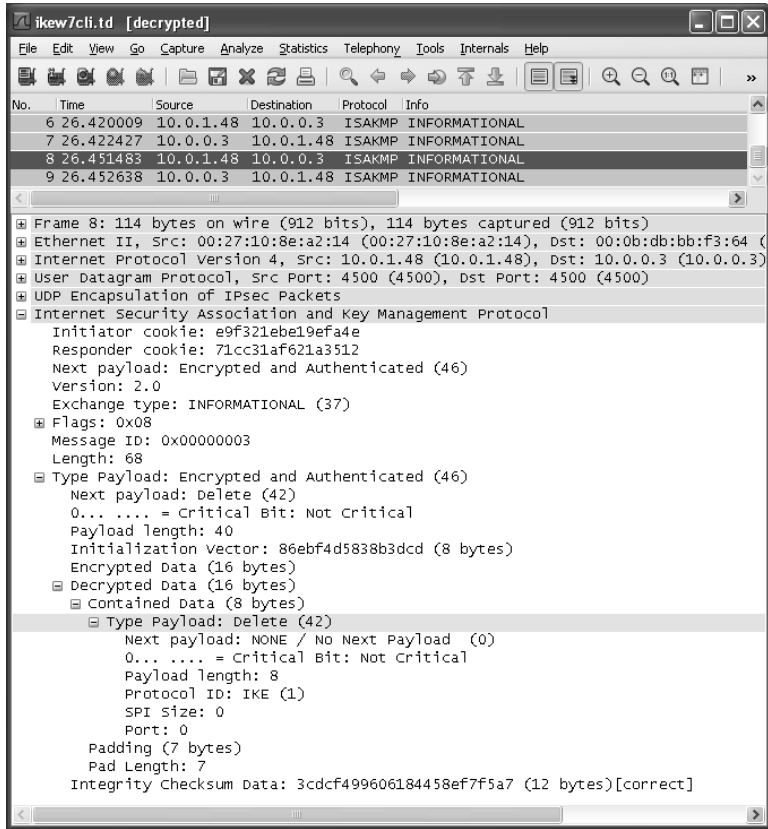 ikew7cli.td [decrypted]
File Edit View Go Capture Analyze Statistics Telephony Tools Internals Help
No. Time Source Destination Protocol Info
6 26.420009 10.0.1.48 10.0.0.3 ISAKMP INFORMATIONAL
7 26.422427 10.0.0.3 10.0.1.48 ISAKMP INFORMATIONAL
8 26.451483 10.0.1.48 10.0.0.3 ISAKMP INFORMATIONAL
9 26.452638 10.0.0.3 10.0.1.48 ISAKMP INFORMATIONAL
Frame 8: 114 bytes on wire (912 bits), 114 bytes captured (912 bits)
Ethernet II, Src: 00:27:10:8e:a2:14 (00:27:10:8e:a2:14), Dst: 00:0b:db:bb:f3:64 (
Internet Protocol Version 4, Src: 10.0.1.48 (10.0.1.48), Dst: 10.0.0.3 (10.0.0.3)
User Datagram Protocol, Src Port: 4500 (4500), Dst Port: 4500 (4500)
UDP Encapsulation of IPsec Packets
Internet Security Association and Key Management Protocol
Initiator cookie: e9f321ebe19efa4e
Responder cookie: 71cc31af621a3512
Next payload: Encrypted and Authenticated (46)
Version: 2.0
Exchange type: INFORMATIONAL (37)
Flags: 0x08
Message ID: 0x00000003
Length: 68
Type Payload: Encrypted and Authenticated (46)
Next payload: Delete (42)
0... .... = Critical Bit: Not Critical
Payload length: 40
Initialization Vector: 86ebf4d5838b3dcd (8 bytes)
Encrypted Data (16 bytes)
Decrypted Data (16 bytes)
Contained Data (8 bytes)
Type Payload: Delete (42)
Next payload: NONE / No Next Payload (0)
0... .... = Critical Bit: Not Critical
Payload length: 8
Protocol ID: IKE (1)
SPI Size: 0
Port: 0
Padding (7 bytes)
Pad Length: 7
Integrity Checksum Data: 3cdcf499606184458ef7f5a7 (12 bytes)[correct]